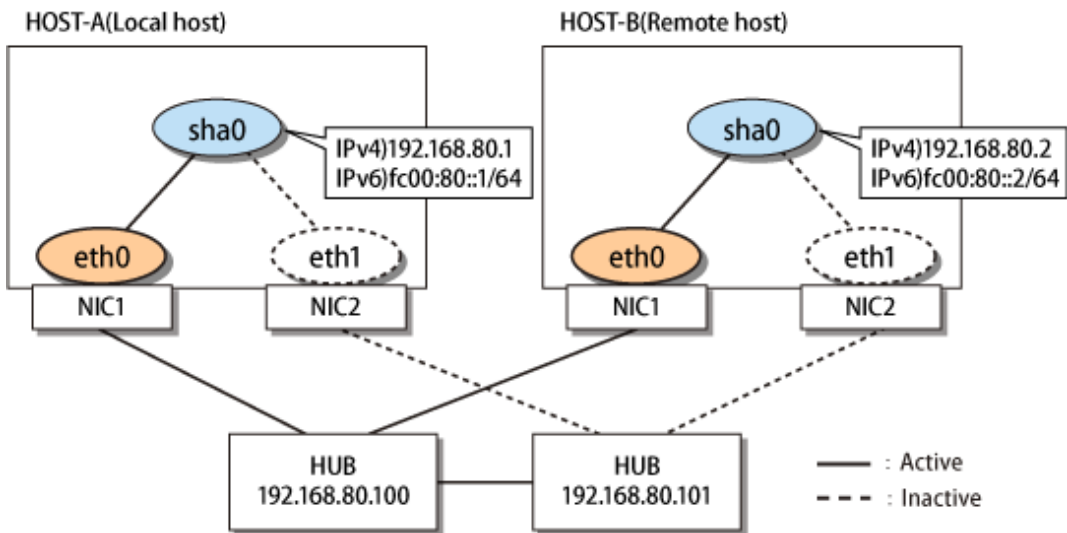 HOST-A(Local host)
HOST-B(Remote host)
sha0
IPv4)192.168.80.1
IPv6)fc00:80::1/64
sha0
IPv4)192.168.80.2
IPv6)fc00:80::2/64
eth0
eth1
eth0
eth1
NIC1
NIC2
NIC1
NIC2
HUB
192.168.80.100
HUB
192.168.80.101
: Active
: Inactive